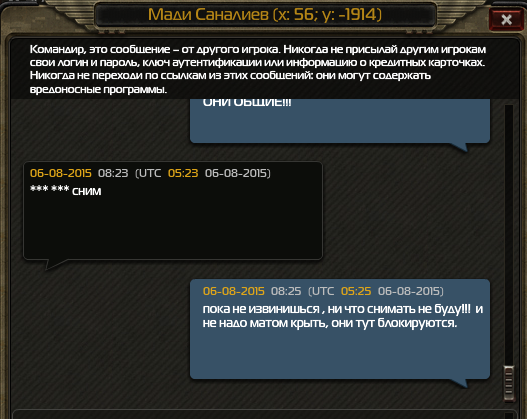 Мади Саналиев (x: 56; y: -1914)
Командир, это сообщение – от другого игрока. Никогда не присылай другим игрокам
свои логин и пароль, ключ аутентификации или информацию о кредитных карточках.
Никогда не переходи по ссылкам из этих сообщений: они могут содержать
вредоносные программы.
ОНИ ОБЩИЕ!!!
06-08-2015 08:23 (UTC 05:23 06-08-2015)
*** *** сним
06-08-2015 08:25 (UTC 05:25 06-08-2015)
пока не извинишься , ни что снимать не буду!!! и
не надо матом крыть, они тут блокируются.